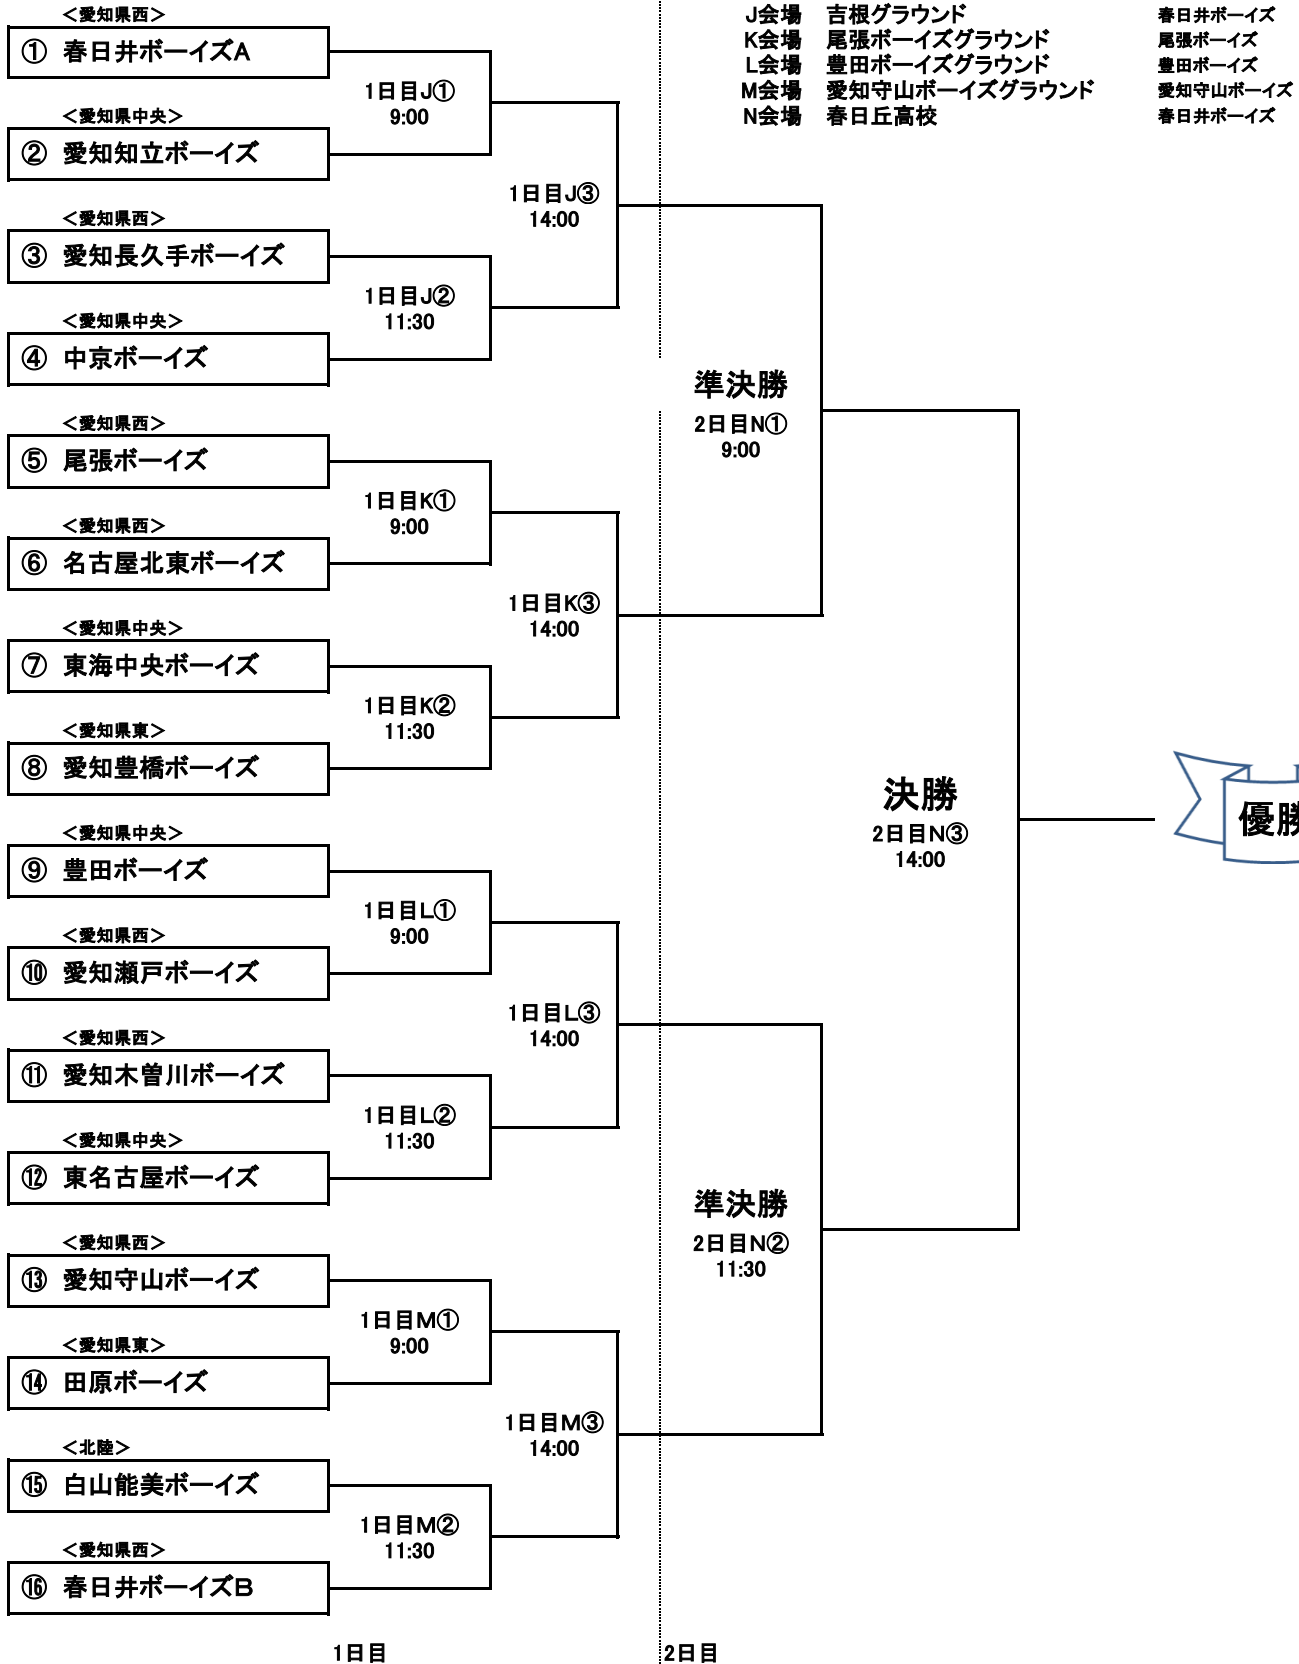 J会場 吉根グラウンド 春日井ボーイズ
K会場 尾張ボーイズグラウンド 尾張ボーイズ
L会場 豊田ボーイズグラウンド 豊田ボーイズ
M会場 愛知守山ボーイズグラウンド 愛知守山ボーイズ
N会場 春日丘高校 春日井ボーイズ
＜愛知県西＞
① 春日井ボーイズA
1日目J①
9:00
＜愛知県中央＞
② 愛知知立ボーイズ
1日目J③
14:00
＜愛知県西＞
③ 愛知長久手ボーイズ
1日目J②
11:30
＜愛知県中央＞
④ 中京ボーイズ
準決勝
2日目N①
9:00
＜愛知県西＞
⑤ 尾張ボーイズ
1日目K①
9:00
＜愛知県西＞
⑥ 名古屋北東ボーイズ
1日目K③
14:00
＜愛知県中央＞
⑦ 東海中央ボーイズ
1日目K②
11:30
＜愛知県東＞
⑧ 愛知豊橋ボーイズ
決勝
2日目N③
14:00
優勝
＜愛知県中央＞
⑨ 豊田ボーイズ
1日目L①
9:00
＜愛知県西＞
⑩ 愛知瀬戸ボーイズ
1日目L③
14:00
＜愛知県西＞
⑪ 愛知木曽川ボーイズ
1日目L②
11:30
＜愛知県中央＞
⑫ 東名古屋ボーイズ
準決勝
2日目N②
11:30
＜愛知県西＞
⑬ 愛知守山ボーイズ
1日目M①
9:00
＜愛知県東＞
⑭ 田原ボーイズ
1日目M③
14:00
＜北陸＞
⑮ 白山能美ボーイズ
1日目M②
11:30
＜愛知県西＞
⑯ 春日井ボーイズB
1日目 2日目